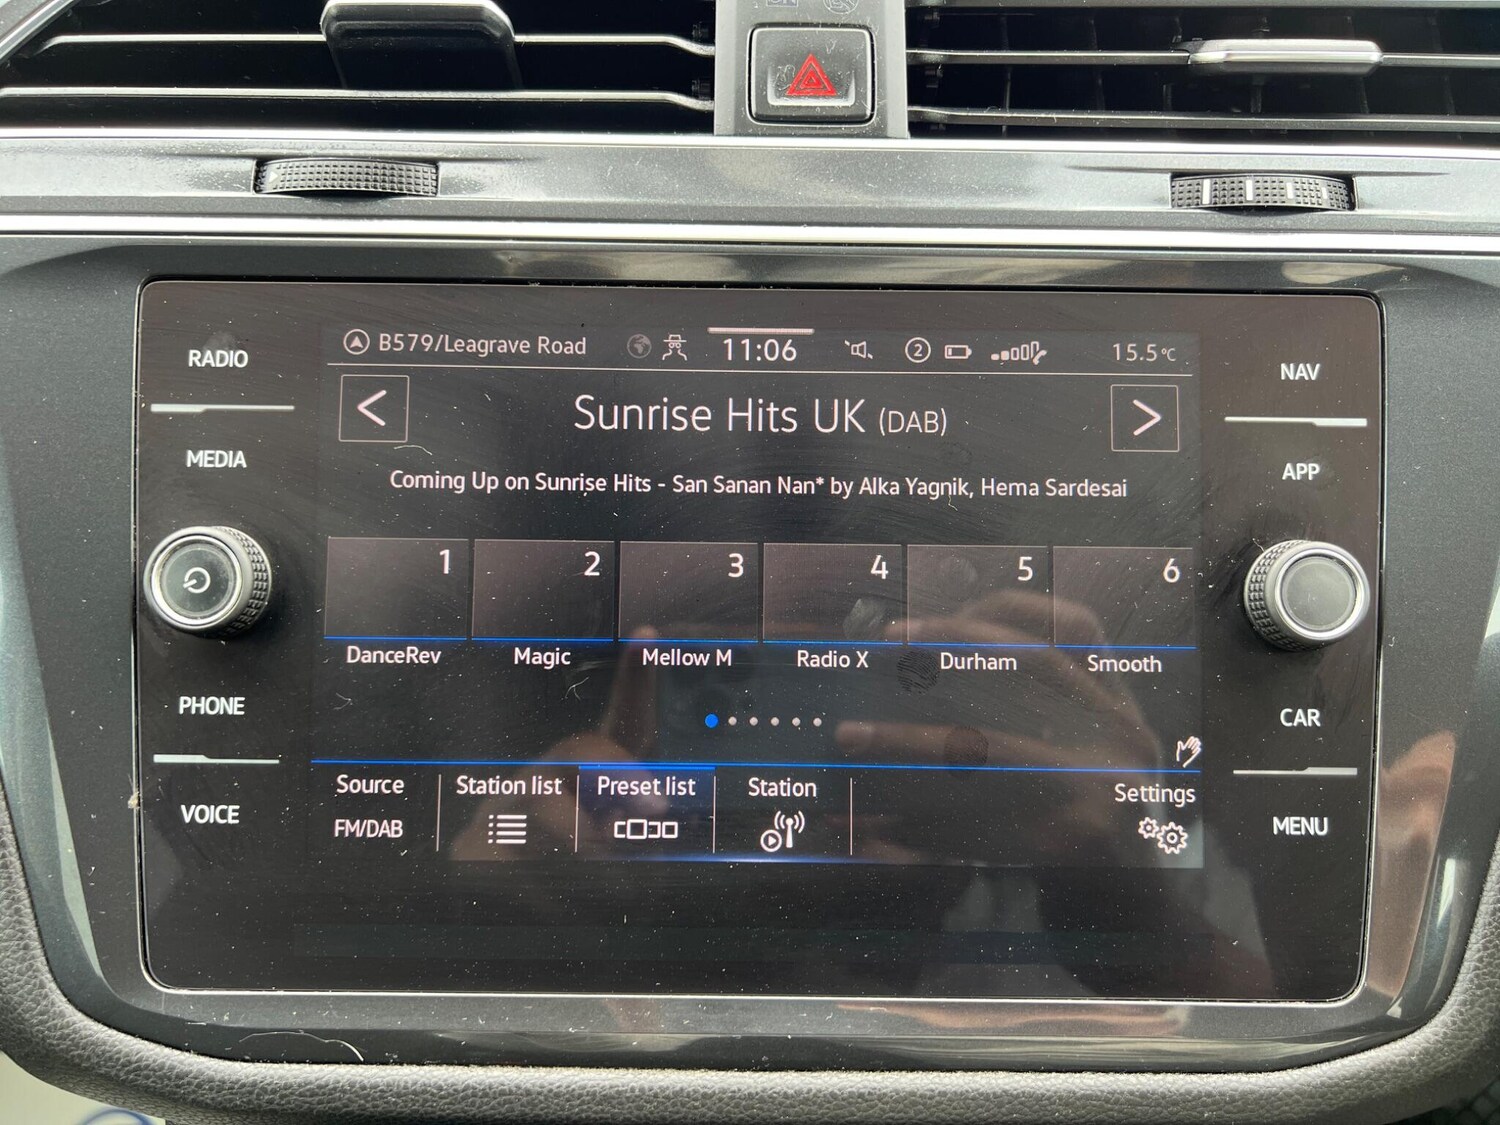 RADIO
MEDIA
PHONE
VOICE
B579/Leagrave Road
11:06
2
15.5°C
Sunrise Hits UK (DAB)
Coming Up on Sunrise Hits - San Sanan Nan* by Alka Yagnik, Hema Sardesai
1 2 3 4 5 6
DanceRev Magic Mellow M Radio X Durham Smooth
Source Station list Preset list Station Settings
FM/DAB
NAV
APP
CAR
MENU